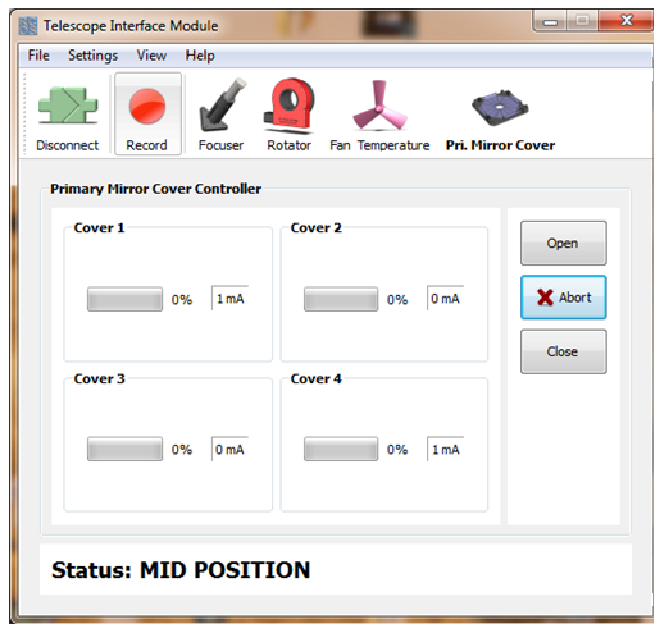 Telescope Interface Module
File Settings View Help
Disconnect Record Focuser Rotator Fan Temperature Pri. Mirror Cover
Primary Mirror Cover Controller
Cover 1 Cover 2
Open
0% 1 mA 0% 0 mA
Abort
Close
Cover 3 Cover 4
0% 0 mA 0% 1 mA
Status: MID POSITION